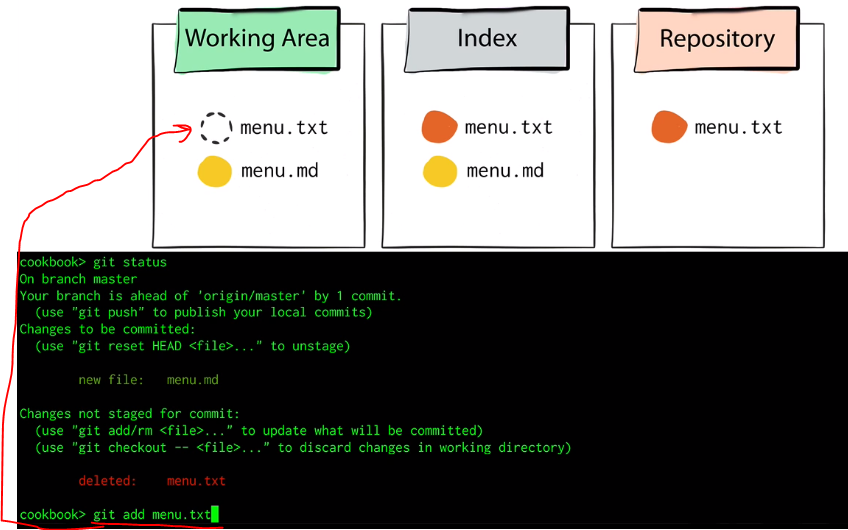 Working Area
Index
Repository
menu.txt
menu.txt
menu.txt
menu.md
menu.md
cookbook> git status
On branch master
Your branch is ahead of 'origin/master' by 1 commit.
  (use "git push" to publish your local commits)
Changes to be committed:
  (use "git reset HEAD <file>..." to unstage)
new file:   menu.md
Changes not staged for commit:
  (use "git add/rm <file>..." to update what will be committed)
  (use "git checkout -- <file>..." to discard changes in working directory)
deleted:    menu.txt
cookbook> git add menu.txt